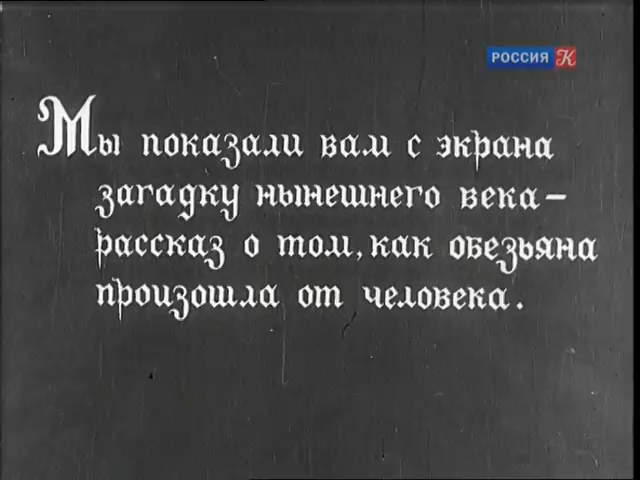 РОССИЯ К
Мы показали вам с экрана
загадку нынешнего века–
рассказ о том, как обезьяна
произошла от человека.